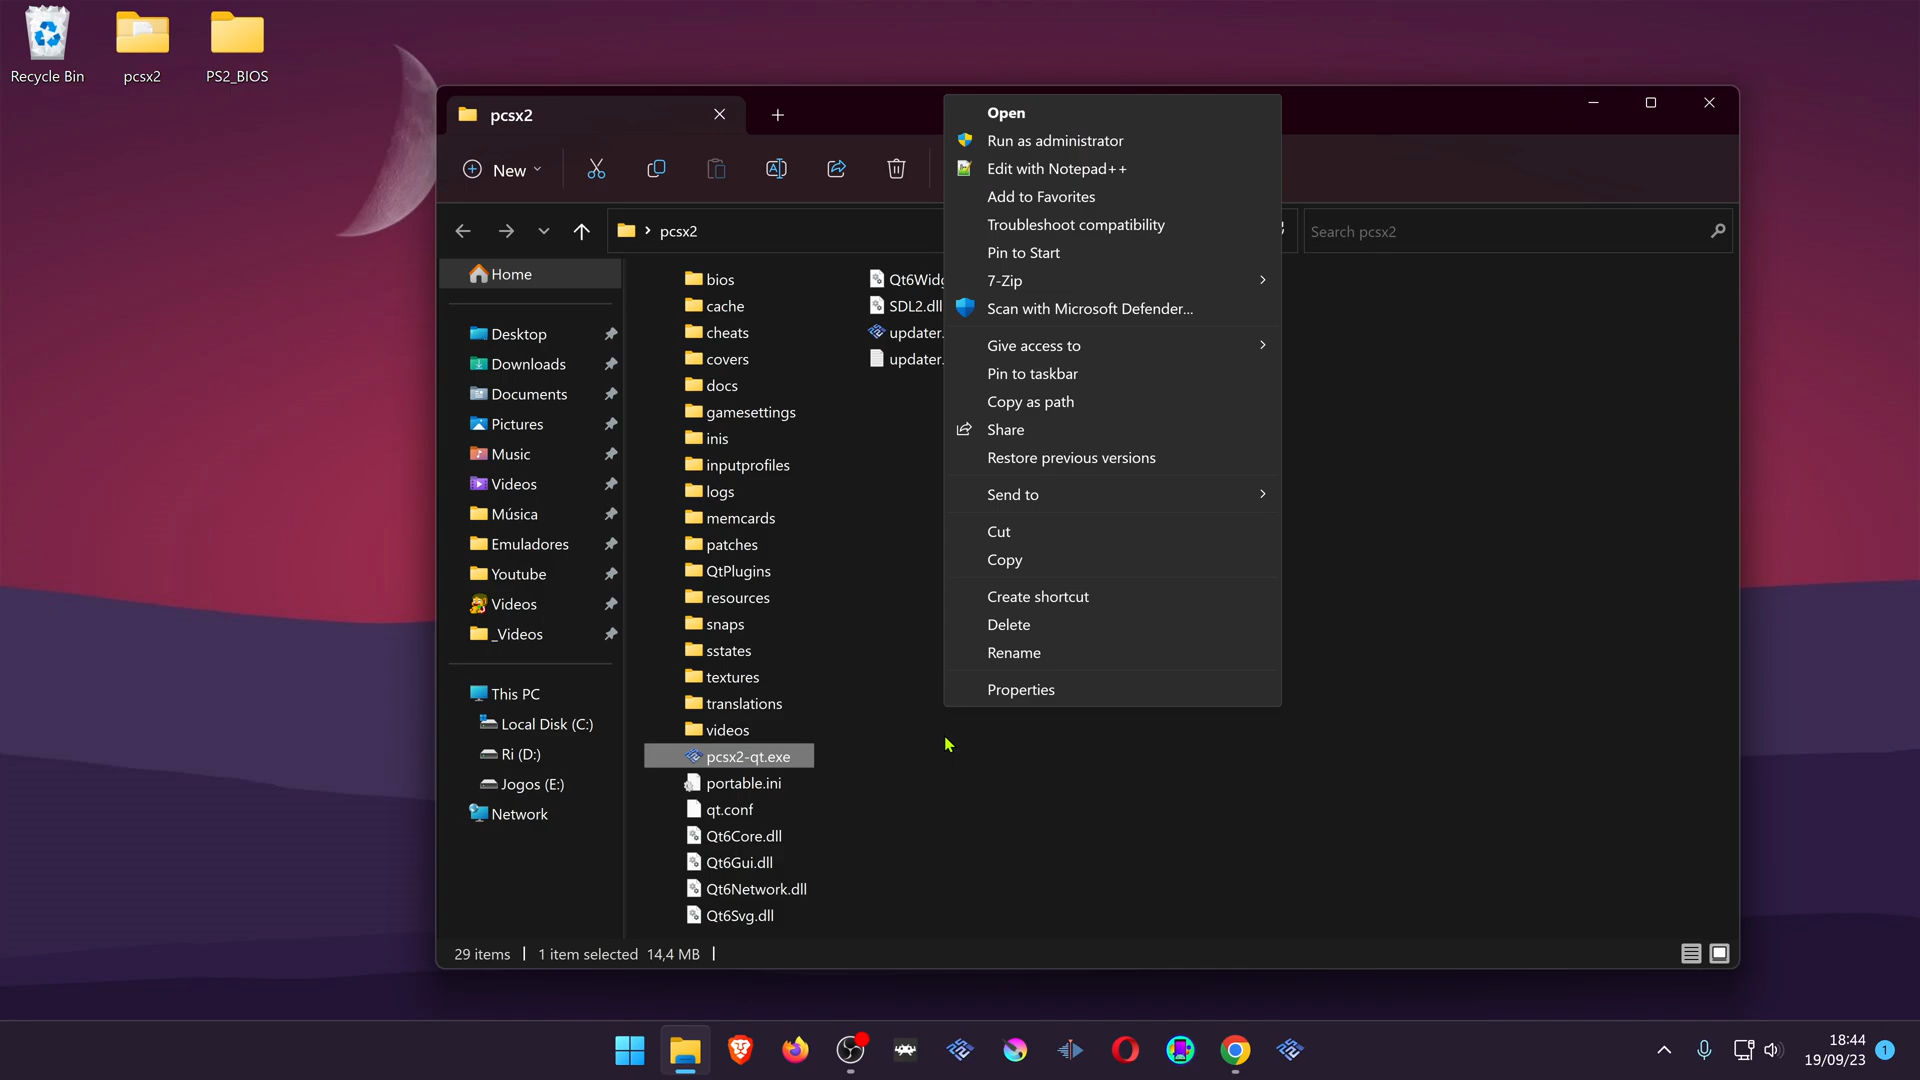 Recycle Bin
pcsx2
PS2_BIOS
pcsx2
New
pcsx2
Search pcsx2
Home
Desktop
Downloads
Documents
Pictures
Music
Videos
Música
Emuladores
Youtube
Videos
_Videos
This PC
Local Disk (C:)
Ri (D:)
Jogos (E:)
Network
bios
cache
cheats
covers
docs
gamesettings
inis
inputprofiles
logs
memcards
patches
QtPlugins
resources
snaps
sstates
textures
translations
videos
pcsx2-qt.exe
portable.ini
qt.conf
Qt6Core.dll
Qt6Gui.dll
Qt6Network.dll
Qt6Svg.dll
Qt6Widg
SDL2.dll
updater.
updater.
Open
Run as administrator
Edit with Notepad++
Add to Favorites
Troubleshoot compatibility
Pin to Start
7-Zip
Scan with Microsoft Defender...
Give access to
Pin to taskbar
Copy as path
Share
Restore previous versions
Send to
Cut
Copy
Create shortcut
Delete
Rename
Properties
29 items
1 item selected 14,4 MB
18:44
19/09/23
1